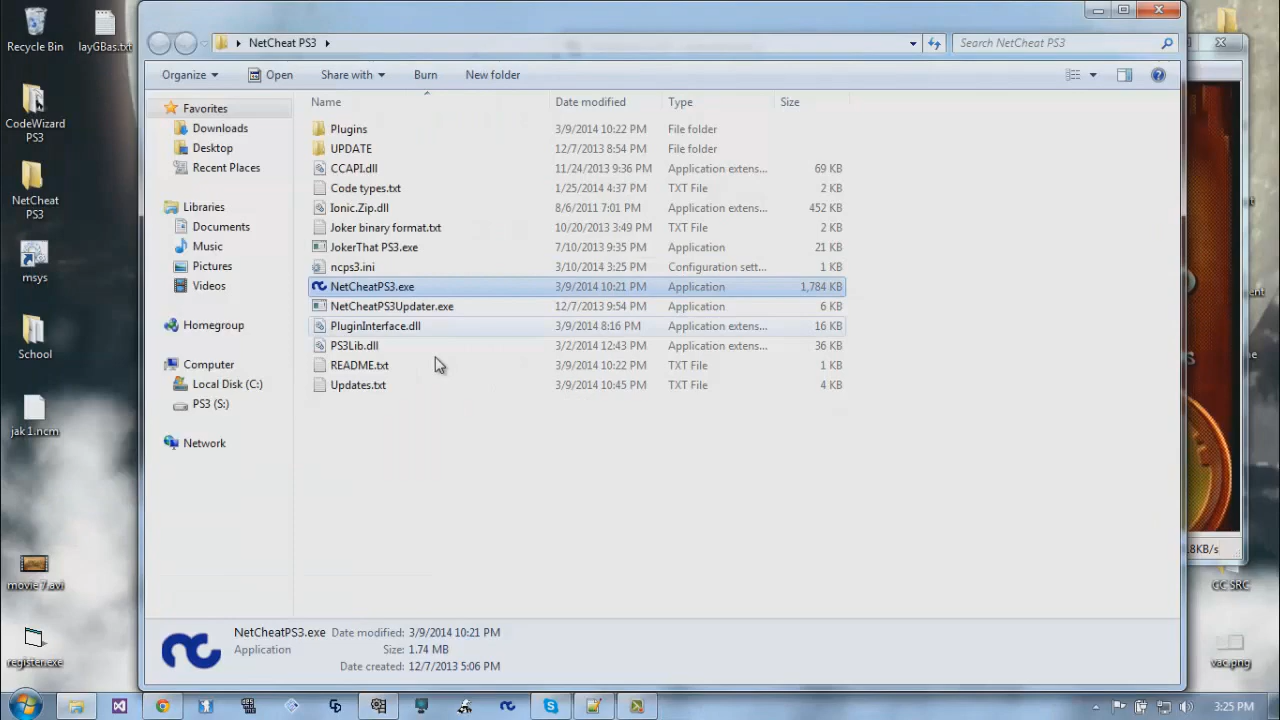 Recycle Bin
layGBas.txt
CodeWizard PS3
NetCheat PS3
msys
School
jak 1.ncm
movie 7.avi
register.exe
NetCheat PS3
Search NetCheat PS3
Organize
Open
Share with
Burn
New folder
Favorites
Downloads
Desktop
Recent Places
Libraries
Documents
Music
Pictures
Videos
Homegroup
Computer
Local Disk (C:)
PS3 (S:)
Network
Name Date modified Type Size
Plugins 3/9/2014 10:22 PM File folder
UPDATE 12/7/2013 8:54 PM File folder
CCAPI.dll 11/24/2013 9:36 PM Application extens... 69 KB
Code types.txt 1/25/2014 4:37 PM TXT File 2 KB
Ionic.Zip.dll 8/6/2011 7:01 PM Application extens... 452 KB
Joker binary format.txt 10/20/2013 3:49 PM TXT File 2 KB
JokerThat PS3.exe 7/10/2013 9:35 PM Application 21 KB
ncps3.ini 3/10/2014 3:25 PM Configuration sett... 1 KB
NetCheatPS3.exe 3/9/2014 10:21 PM Application 1,784 KB
NetCheatPS3Updater.exe 12/7/2013 9:54 PM Application 6 KB
PluginInterface.dll 3/9/2014 8:16 PM Application extens... 16 KB
PS3Lib.dll 3/2/2014 12:43 PM Application extens... 36 KB
README.txt 3/9/2014 10:22 PM TXT File 1 KB
Updates.txt 3/9/2014 10:45 PM TXT File 4 KB
NetCheatPS3.exe Date modified: 3/9/2014 10:21 PM
Application Size: 1.74 MB
Date created: 12/7/2013 5:06 PM
.8KB/s
CC SRC
vac.png
3:25 PM